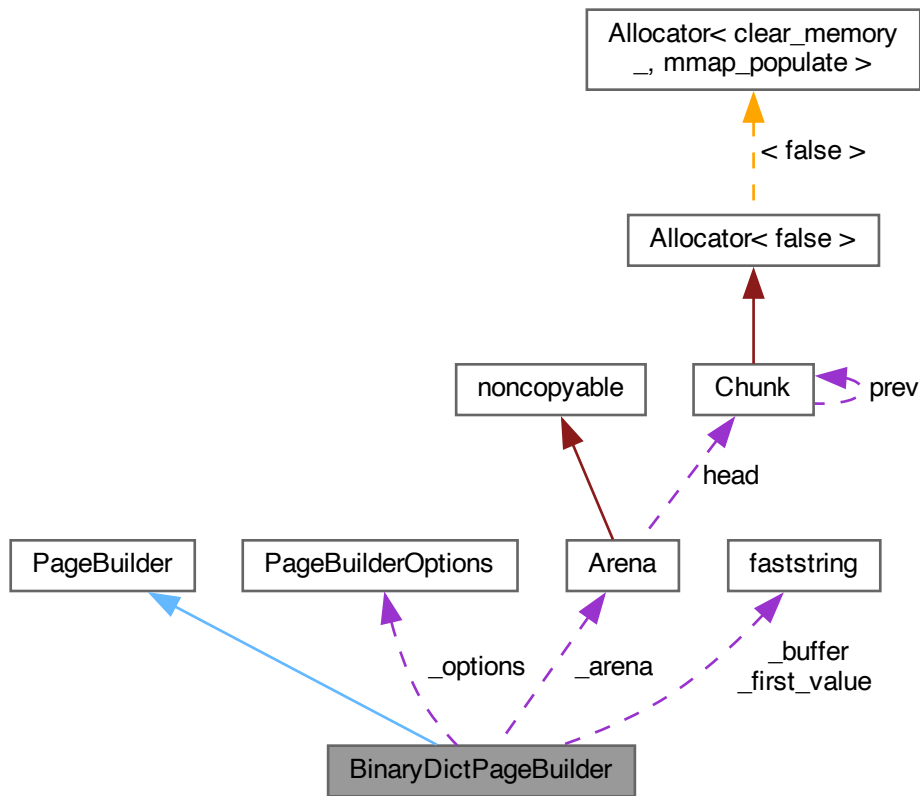 Allocator< clear_memory
_, mmap_populate >
< false >
Allocator< false >
noncopyable
Chunk
prev
head
PageBuilder
PageBuilderOptions
Arena
faststring
_options
_arena
_buffer
_first_value
BinaryDictPageBuilder